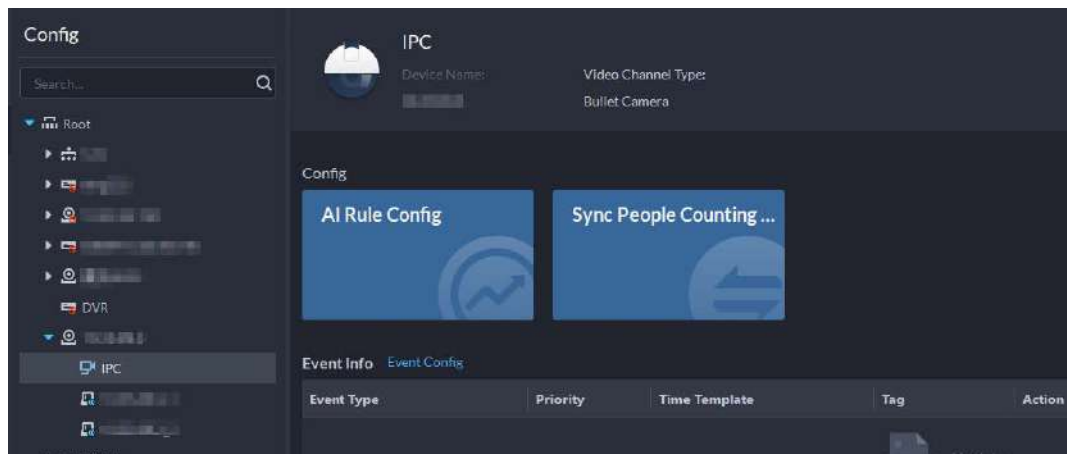 Config
Search...
Root
DVR
IPC
IPC
Device Name:
Video Channel Type:
Bullet Camera
Config
AI Rule Config
Sync People Counting ...
Event Info Event Config
Event Type Priority Time Template Tag Action